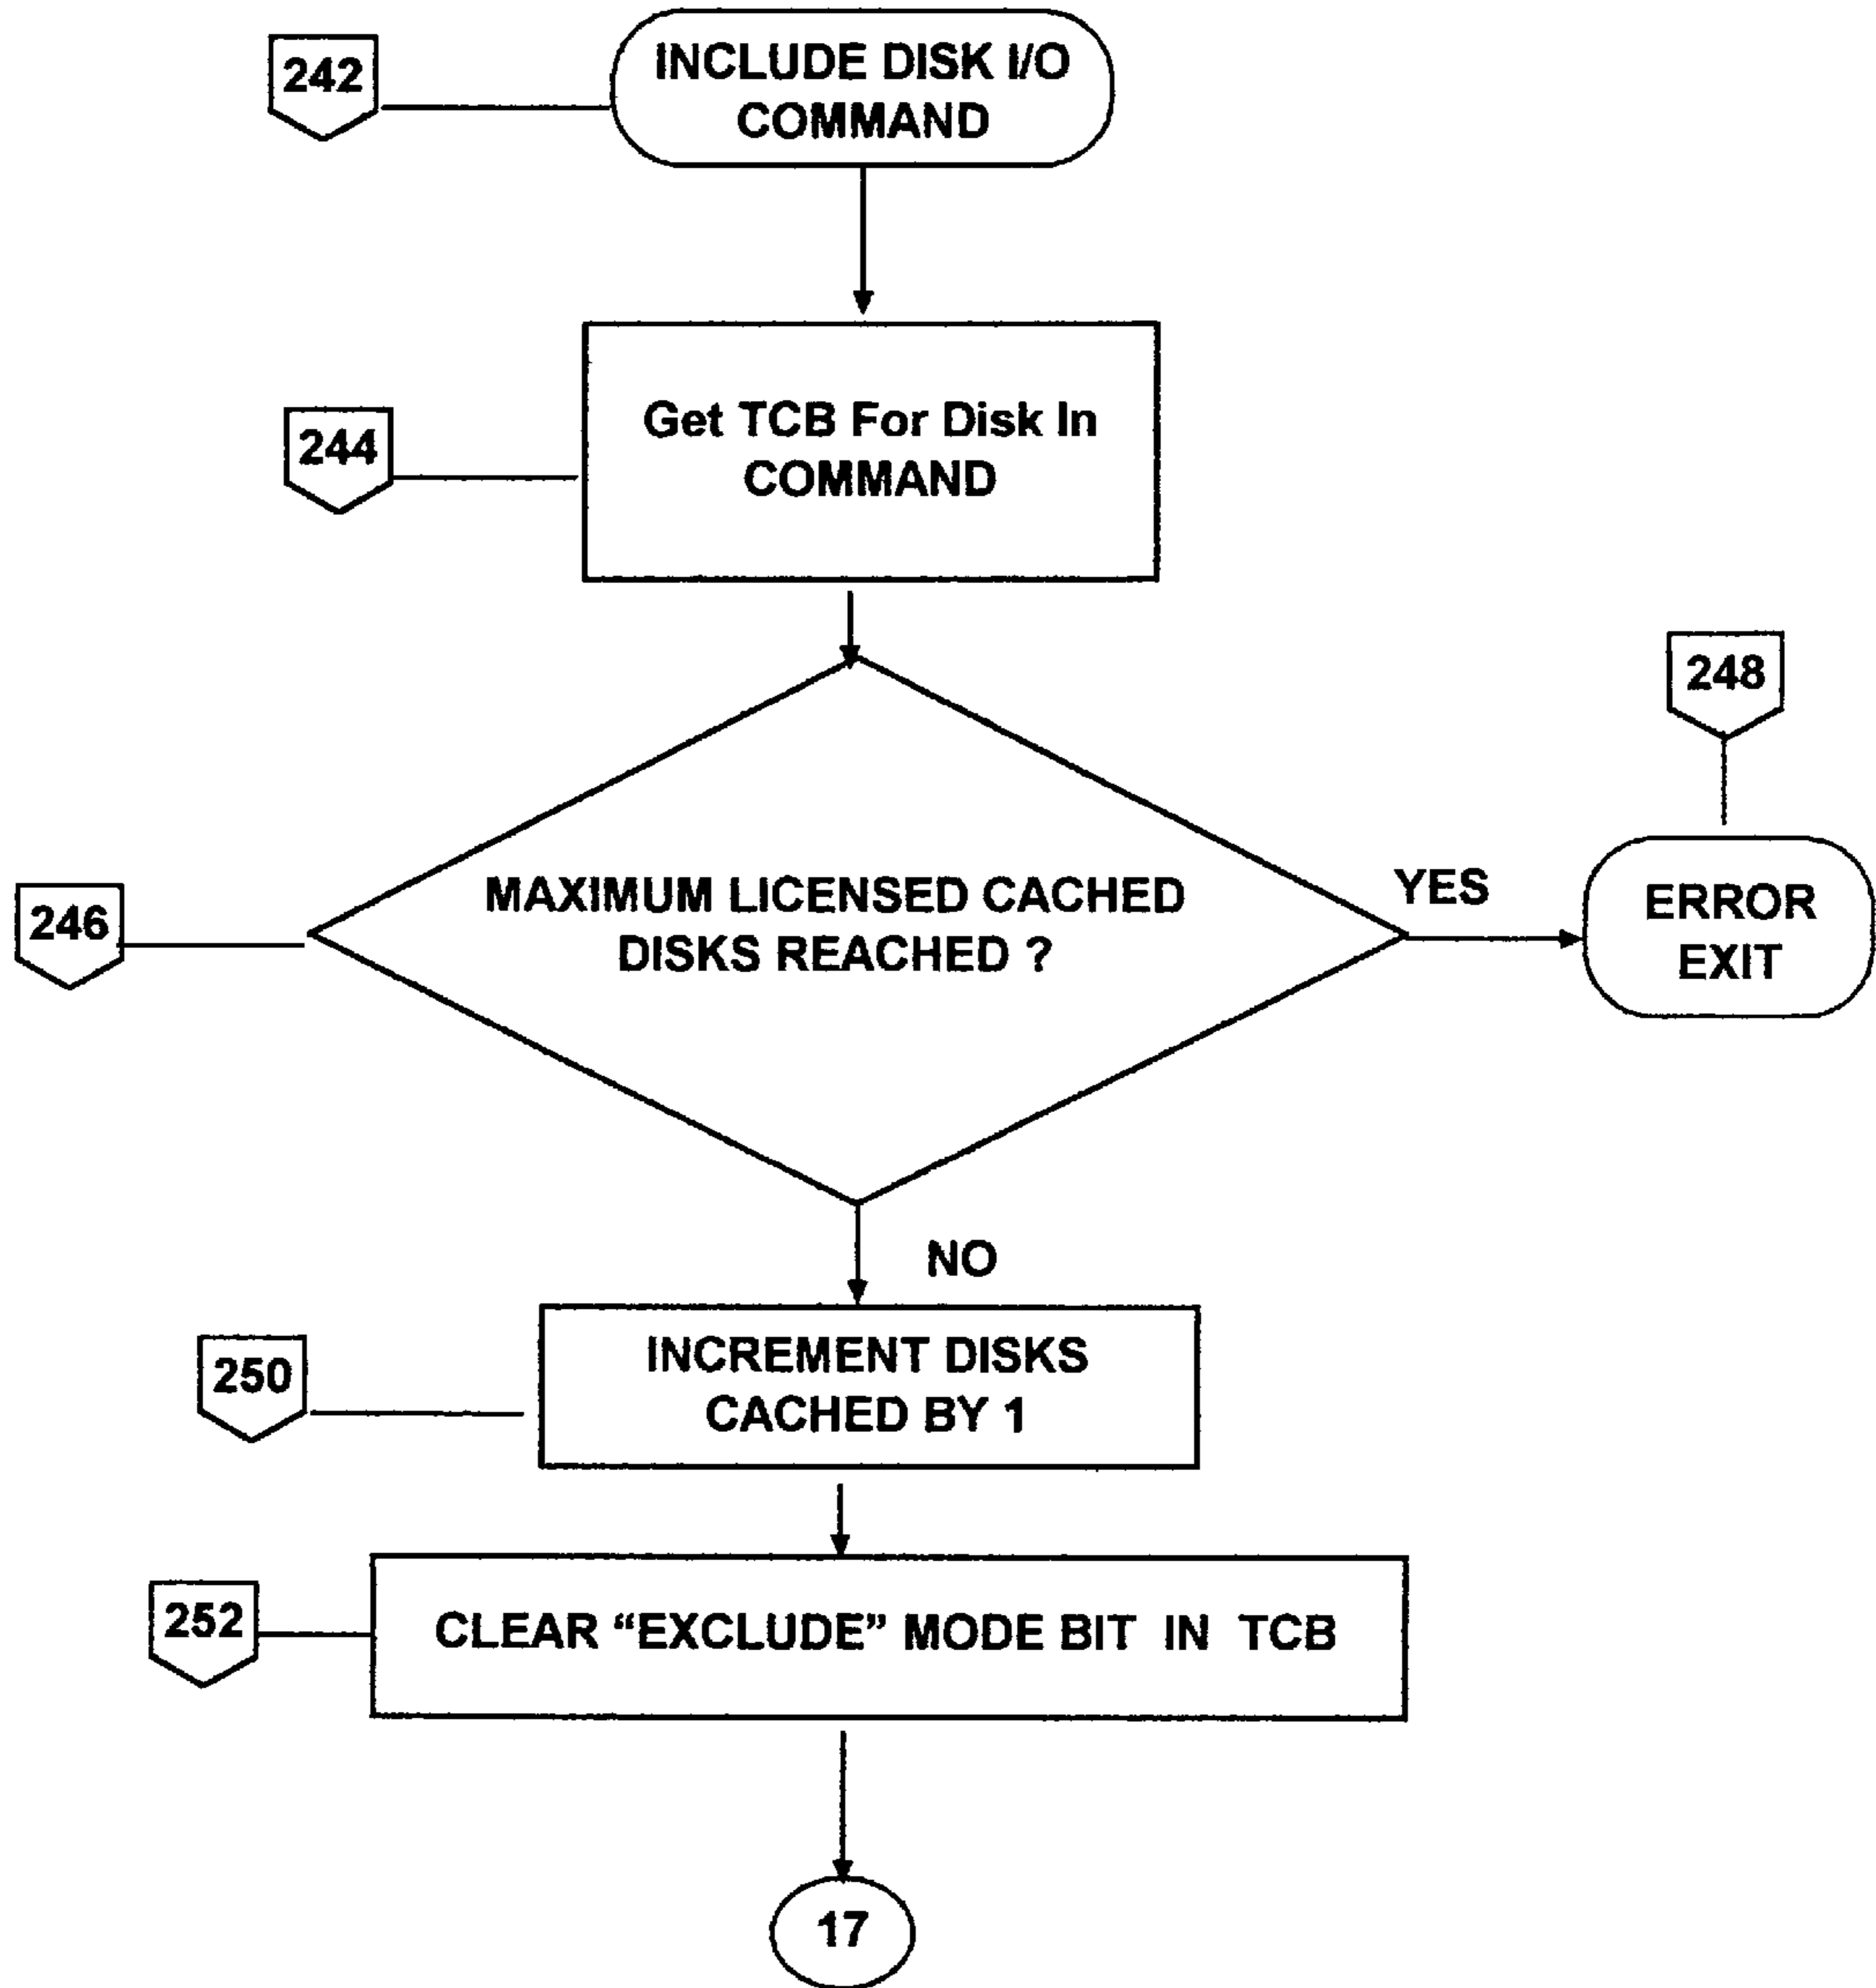 242
INCLUDE DISK I/O
COMMAND
244
Get TCB For Disk In
COMMAND
248
246
MAXIMUM LICENSED CACHED
DISKS REACHED ?
YES
ERROR
EXIT
NO
250
INCREMENT DISKS
CACHED BY 1
252
CLEAR “EXCLUDE” MODE BIT IN TCB
17